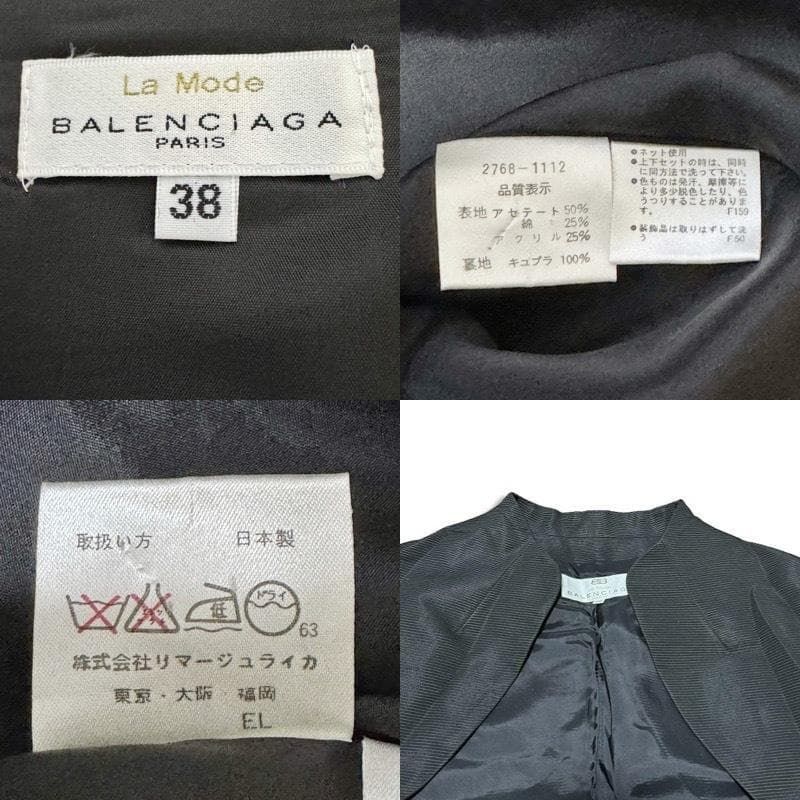 La Mode
BALENCIAGA
PARIS
38
2768-1112
品質表示
表地 アセテート 50%
綿 25%
アクリル 25%
裏地 キュプラ 100%
●ネット使用
●上下セットの時は、同時
に同方法で洗って下さい。
●色ものは発汗、摩擦等に
より多少脱色したり、色
うつりすることがありま
す。 F159
●装飾品は取りはずして洗
う F50
取扱い方 日本製
低
ドライ
63
株式会社リマージュライカ
東京・大阪・福岡
EL
BALENCIAG